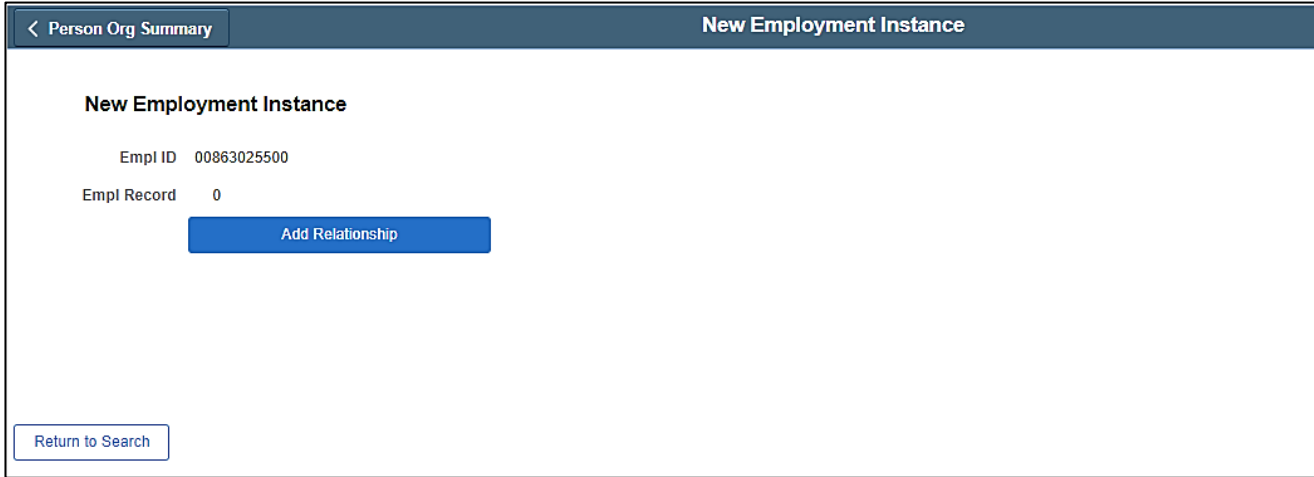 Person Org Summary
New Employment Instance
New Employment Instance
Empl ID 00863025500
Empl Record 0
Add Relationship
Return to Search